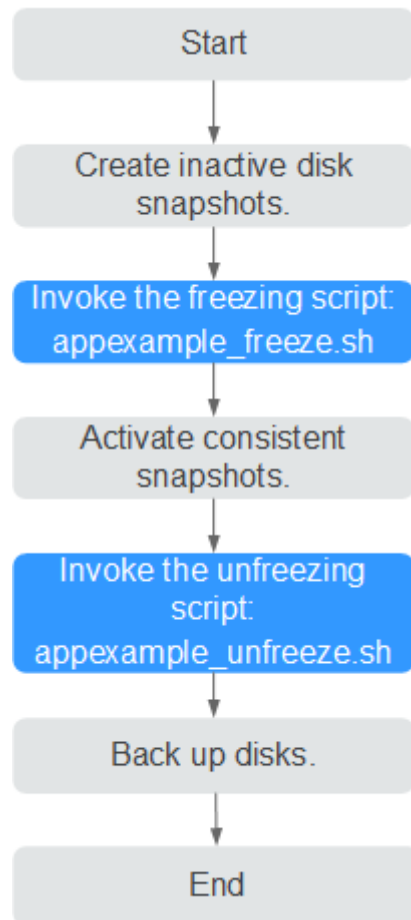 Start
Create inactive disk
snapshots.
Invoke the freezing script:
appexample_freeze.sh
Activate consistent
snapshots.
Invoke the unfreezing
script:
appexample_unfreeze.sh
Back up disks.
End